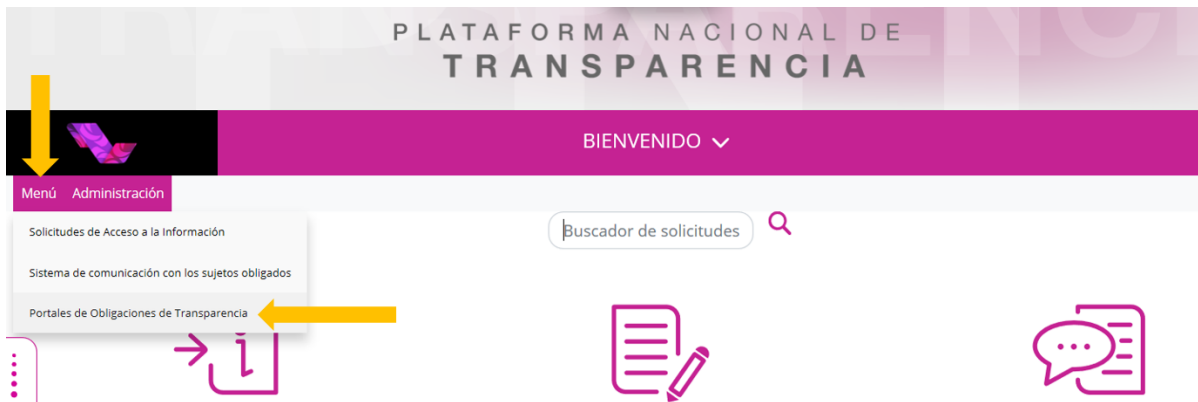 PLATAFORMA NACIONAL DE
TRANSPARENCIA
BIENVENIDO
Menú Administración
Solicitudes de Acceso a la Información
Sistema de comunicación con los sujetos obligados
Portales de Obligaciones de Transparencia
Buscador de solicitudes